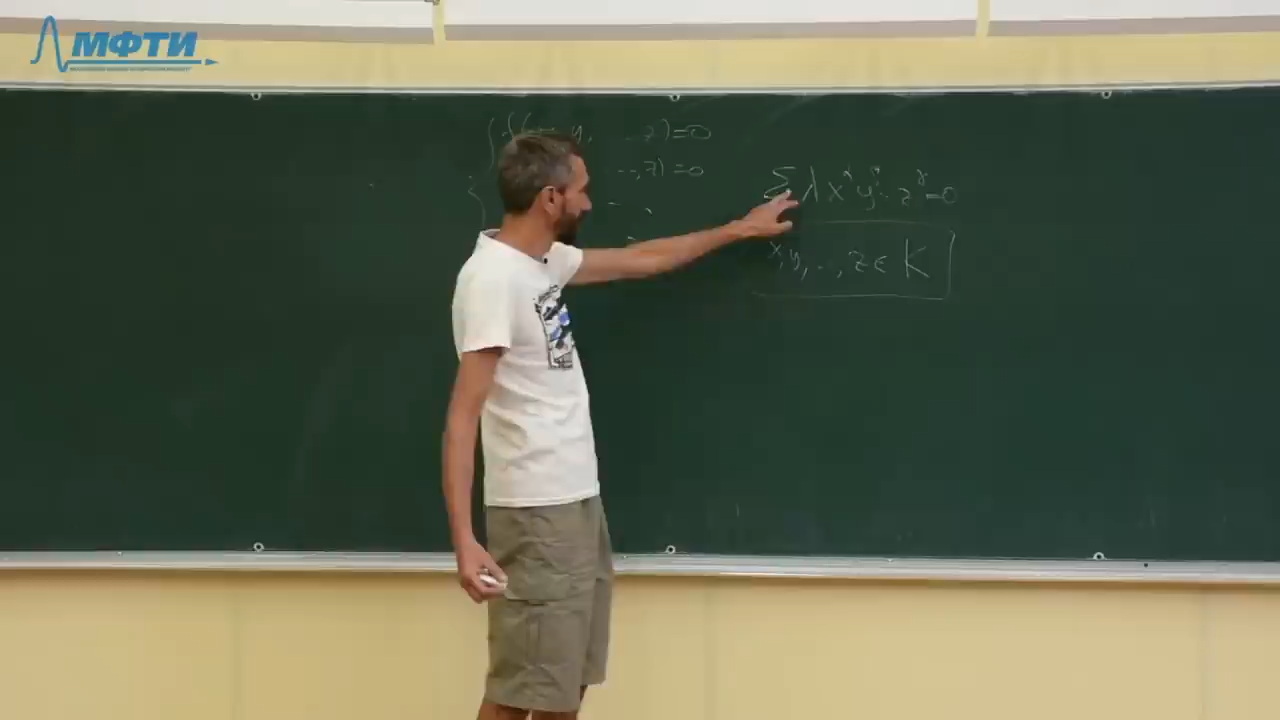 МФТИ
z)=0
..,z)=0
Σ λ x^α y^β.. z^γ=0
x,y,..,z ∈ K